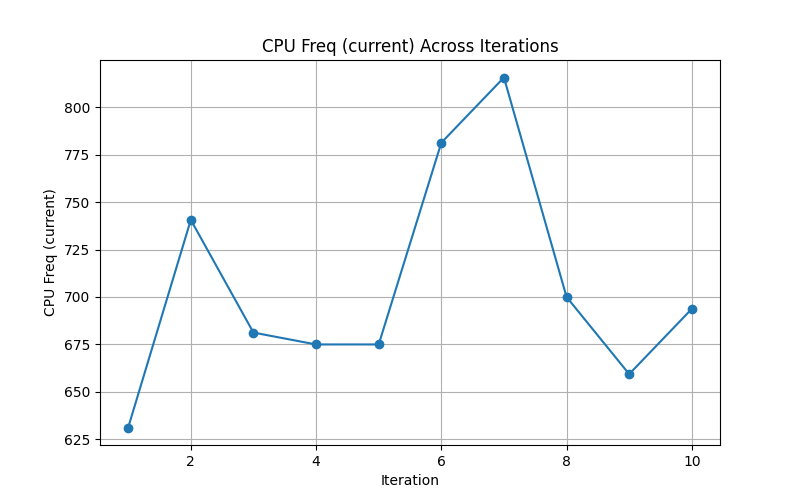 CPU Freq (current) Across Iterations
CPU Freq (current)
800
775
750
725
700
675
650
625
2 4 6 8 10
Iteration